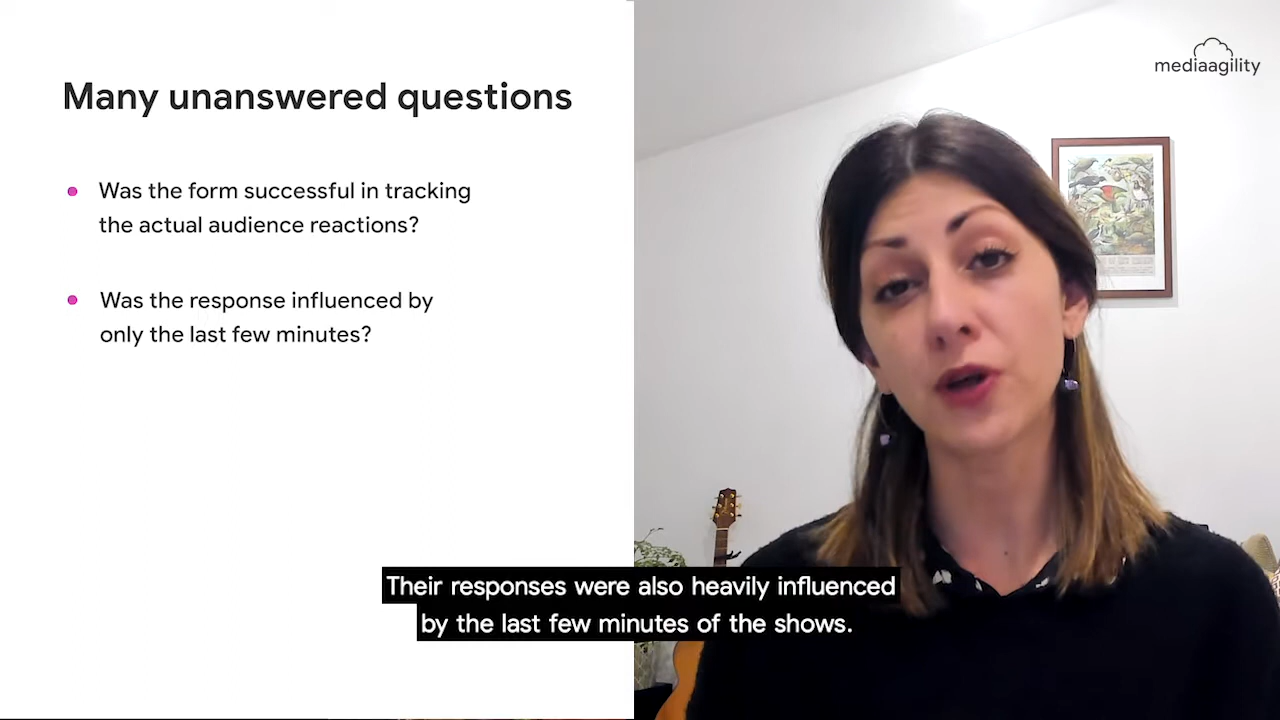 Many unanswered questions
Was the form successful in tracking
the actual audience reactions?
Was the response influenced by
only the last few minutes?
mediaagility
Their responses were also heavily influenced
by the last few minutes of the shows.